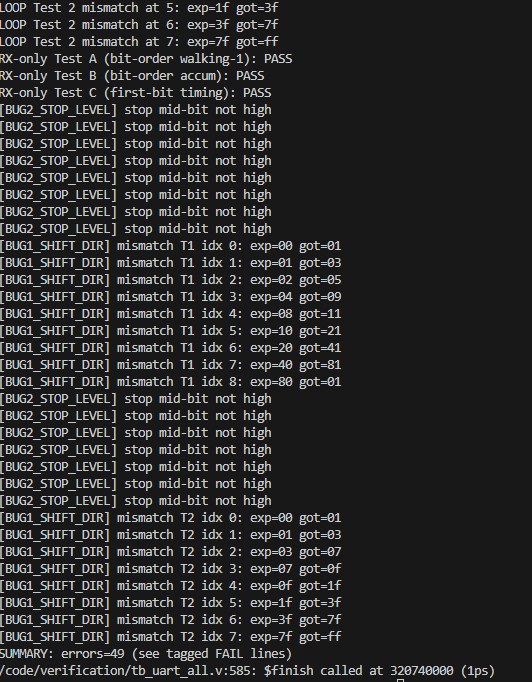 LOOP Test 2 mismatch at 5: exp=1f got=3f
LOOP Test 2 mismatch at 6: exp=3f got=7f
LOOP Test 2 mismatch at 7: exp=7f got=ff
RX-only Test A (bit-order walking-1): PASS
RX-only Test B (bit-order accum): PASS
RX-only Test C (first-bit timing): PASS
[BUG2_STOP_LEVEL] stop mid-bit not high
[BUG2_STOP_LEVEL] stop mid-bit not high
[BUG2_STOP_LEVEL] stop mid-bit not high
[BUG2_STOP_LEVEL] stop mid-bit not high
[BUG2_STOP_LEVEL] stop mid-bit not high
[BUG2_STOP_LEVEL] stop mid-bit not high
[BUG2_STOP_LEVEL] stop mid-bit not high
[BUG2_STOP_LEVEL] stop mid-bit not high
[BUG1_SHIFT_DIR] mismatch T1 idx 0: exp=00 got=01
[BUG1_SHIFT_DIR] mismatch T1 idx 1: exp=01 got=03
[BUG1_SHIFT_DIR] mismatch T1 idx 2: exp=02 got=05
[BUG1_SHIFT_DIR] mismatch T1 idx 3: exp=04 got=09
[BUG1_SHIFT_DIR] mismatch T1 idx 4: exp=08 got=11
[BUG1_SHIFT_DIR] mismatch T1 idx 5: exp=10 got=21
[BUG1_SHIFT_DIR] mismatch T1 idx 6: exp=20 got=41
[BUG1_SHIFT_DIR] mismatch T1 idx 7: exp=40 got=81
[BUG1_SHIFT_DIR] mismatch T1 idx 8: exp=80 got=01
[BUG2_STOP_LEVEL] stop mid-bit not high
[BUG2_STOP_LEVEL] stop mid-bit not high
[BUG2_STOP_LEVEL] stop mid-bit not high
[BUG2_STOP_LEVEL] stop mid-bit not high
[BUG2_STOP_LEVEL] stop mid-bit not high
[BUG2_STOP_LEVEL] stop mid-bit not high
[BUG2_STOP_LEVEL] stop mid-bit not high
[BUG1_SHIFT_DIR] mismatch T2 idx 0: exp=00 got=01
[BUG1_SHIFT_DIR] mismatch T2 idx 1: exp=01 got=03
[BUG1_SHIFT_DIR] mismatch T2 idx 2: exp=03 got=07
[BUG1_SHIFT_DIR] mismatch T2 idx 3: exp=07 got=0f
[BUG1_SHIFT_DIR] mismatch T2 idx 4: exp=0f got=1f
[BUG1_SHIFT_DIR] mismatch T2 idx 5: exp=1f got=3f
[BUG1_SHIFT_DIR] mismatch T2 idx 6: exp=3f got=7f
[BUG1_SHIFT_DIR] mismatch T2 idx 7: exp=7f got=ff
SUMMARY: errors=49 (see tagged FAIL lines)
/code/verification/tb_uart_all.v:585: $finish called at 320740000 (1ps)